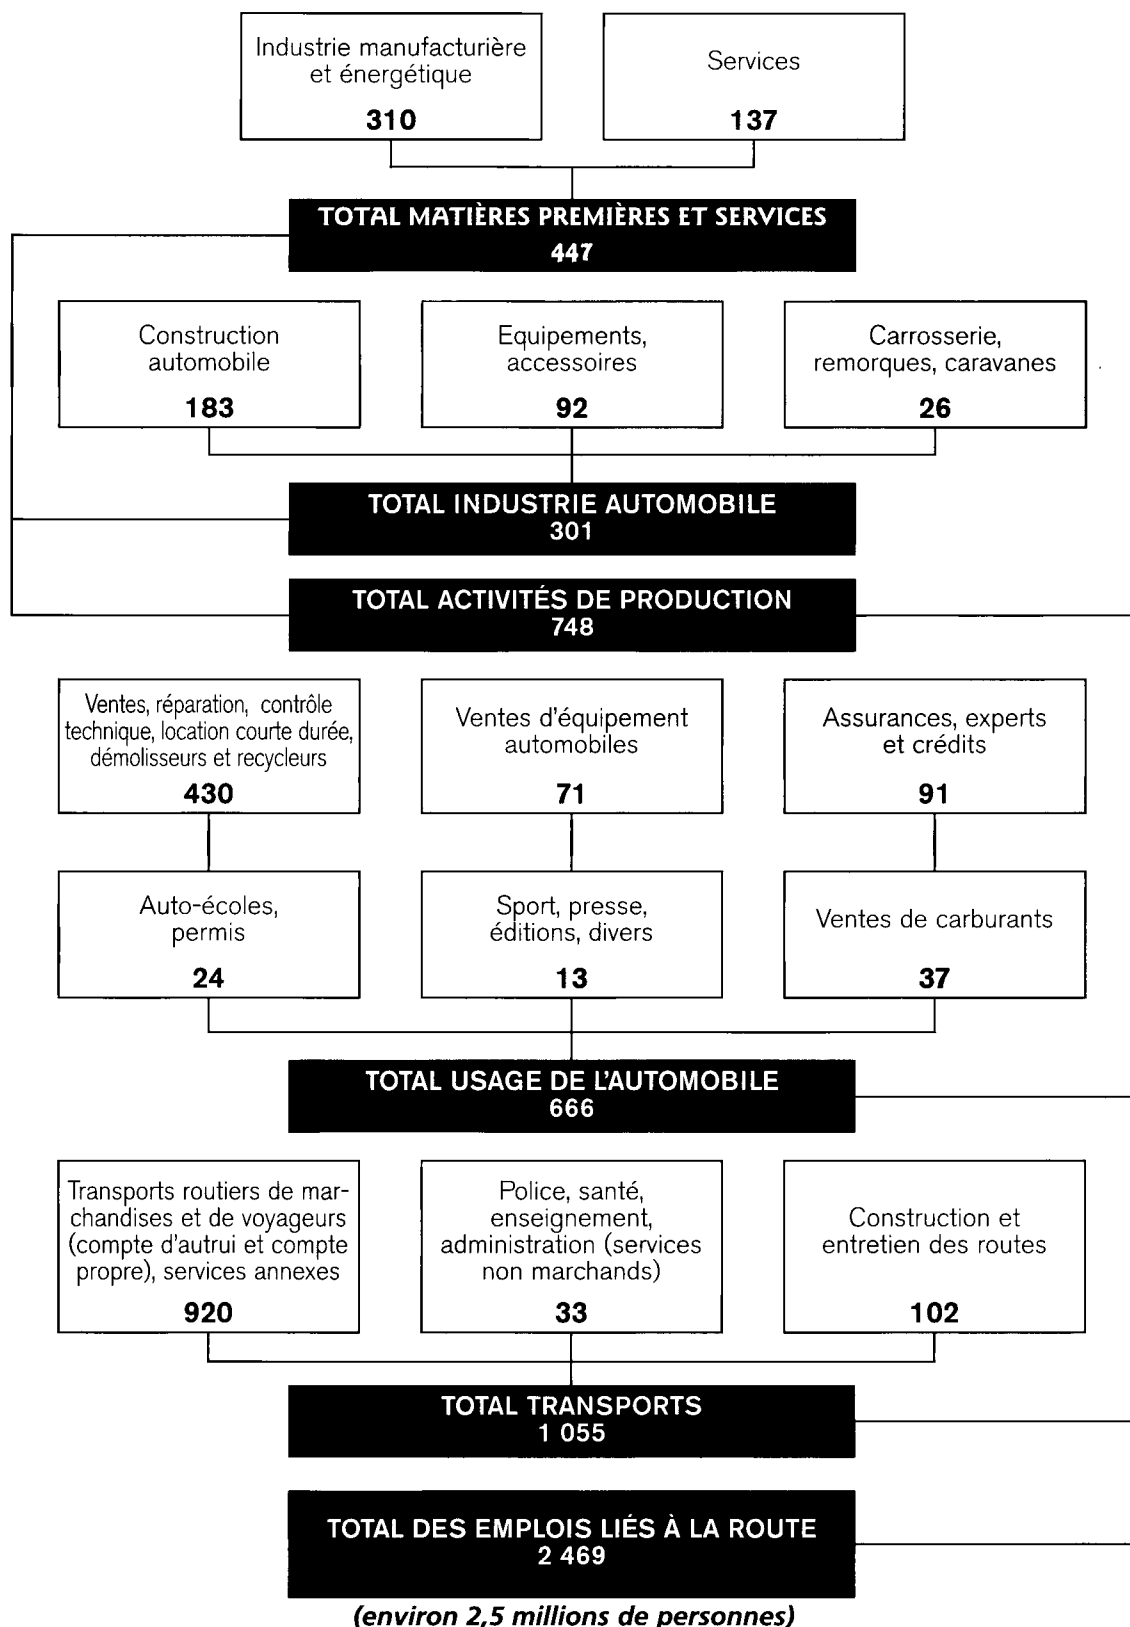 Industrie manufacturière
et énergétique
310
Services
137
TOTAL MATIÈRES PREMIÈRES ET SERVICES
447
Construction
automobile
183
Equipements,
accessoires
92
Carrosserie,
remorques, caravanes
26
TOTAL INDUSTRIE AUTOMOBILE
301
TOTAL ACTIVITÉS DE PRODUCTION
748
Ventes, réparation, contrôle
technique, location courte durée,
démolisseurs et recycleurs
430
Ventes d'équipement
automobiles
71
Assurances, experts
et crédits
91
Auto-écoles,
permis
24
Sport, presse,
éditions, divers
13
Ventes de carburants
37
TOTAL USAGE DE L'AUTOMOBILE
666
Transports routiers de mar-
chandises et de voyageurs
(compte d'autrui et compte
propre), services annexes
920
Police, santé,
enseignement,
administration (services
non marchands)
33
Construction et
entretien des routes
102
TOTAL TRANSPORTS
1 055
TOTAL DES EMPLOIS LIÉS À LA ROUTE
2 469
(environ 2,5 millions de personnes)